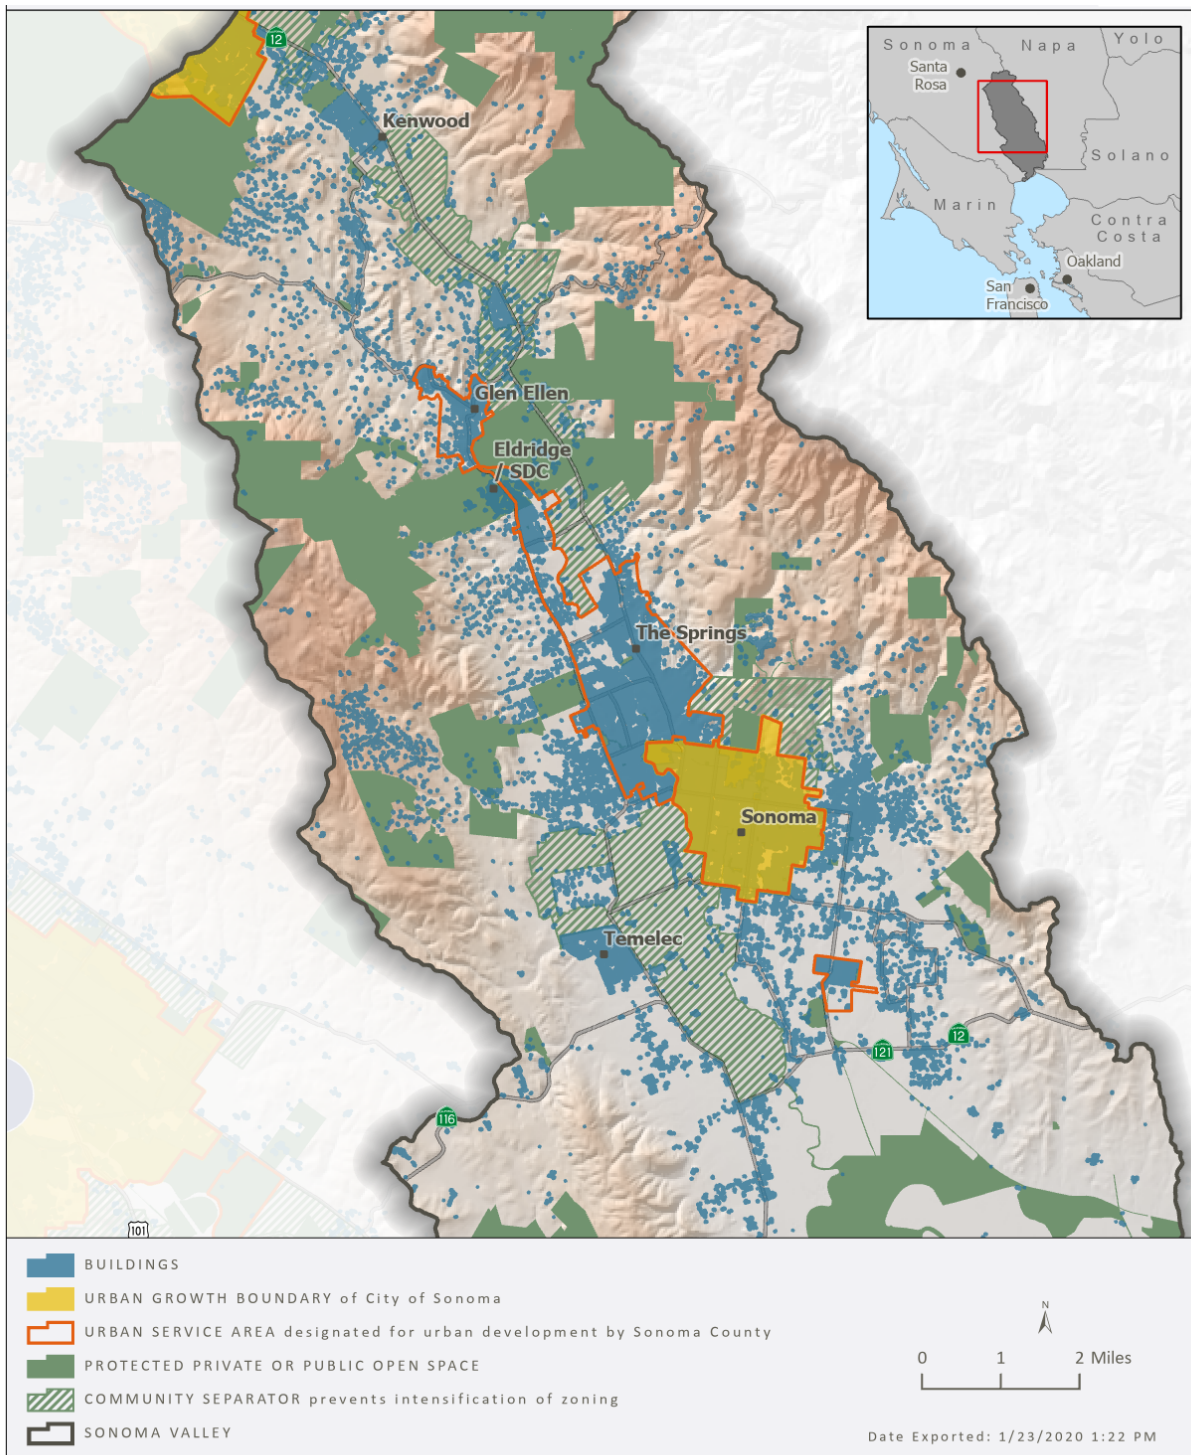 12
Kenwood
Glen Ellen
Eldridge
/ SDC
The Springs
Sonoma
Temelec
121
12
116
101
Sonoma
Napa
Yolo
Santa
Rosa
Solano
Marin
Contra
Costa
Oakland
San
Francisco
BUILDINGS
URBAN GROWTH BOUNDARY of City of Sonoma
URBAN SERVICE AREA designated for urban development by Sonoma County
PROTECTED PRIVATE OR PUBLIC OPEN SPACE
COMMUNITY SEPARATOR prevents intensification of zoning
SONOMA VALLEY
N
0 1 2 Miles
Date Exported: 1/23/2020 1:22 PM